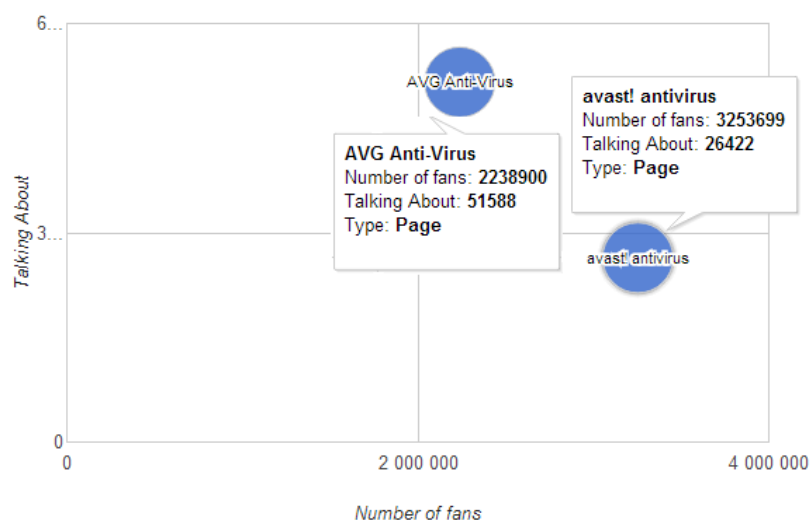 6...
AVG Anti-Virus
avast! antivirus
Number of fans: 3253699
Talking About: 26422
Type: Page
AVG Anti-Virus
Number of fans: 2238900
Talking About: 51588
Type: Page
Talking About
3...
avast! antivirus
0
0
2 000 000
4 000 000
Number of fans